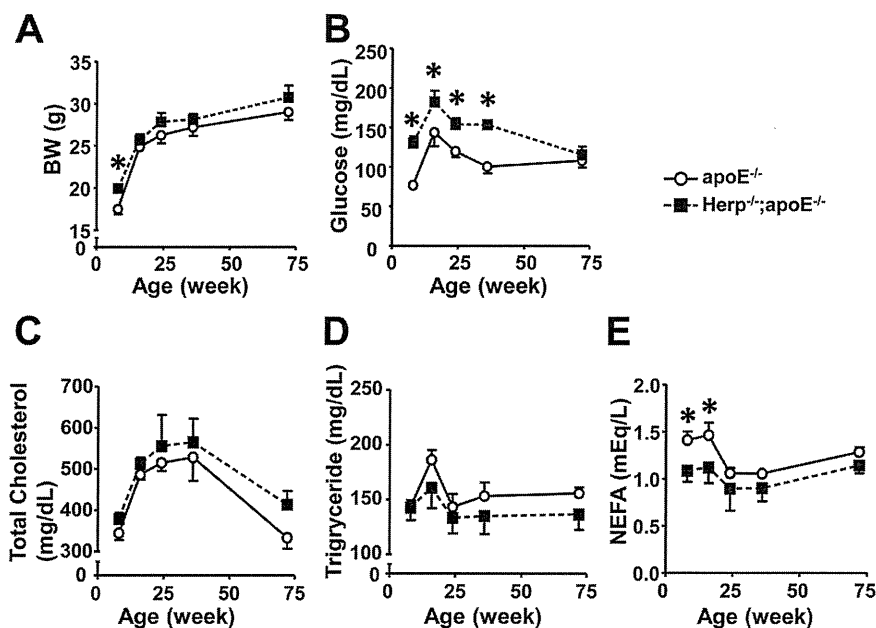 A
BW (g)
35
30
25
20
15
0
*
0 25 50 75
Age (week)
B
Glucose (mg/dL)
250
200
150
100
50
0
* * * *
0 25 50 75
Age (week)
apoE-/-
Herp-/-;apoE-/-
C
Total Cholesterol
(mg/dL)
700
600
500
400
300
0
0 25 50 75
Age (week)
D
Trigryceride (mg/dL)
250
200
150
100
0
0 25 50 75
Age (week)
E
NEFA (mEq/L)
2.0
1.5
1.0
0.5
0
* *
0 25 50 75
Age (week)